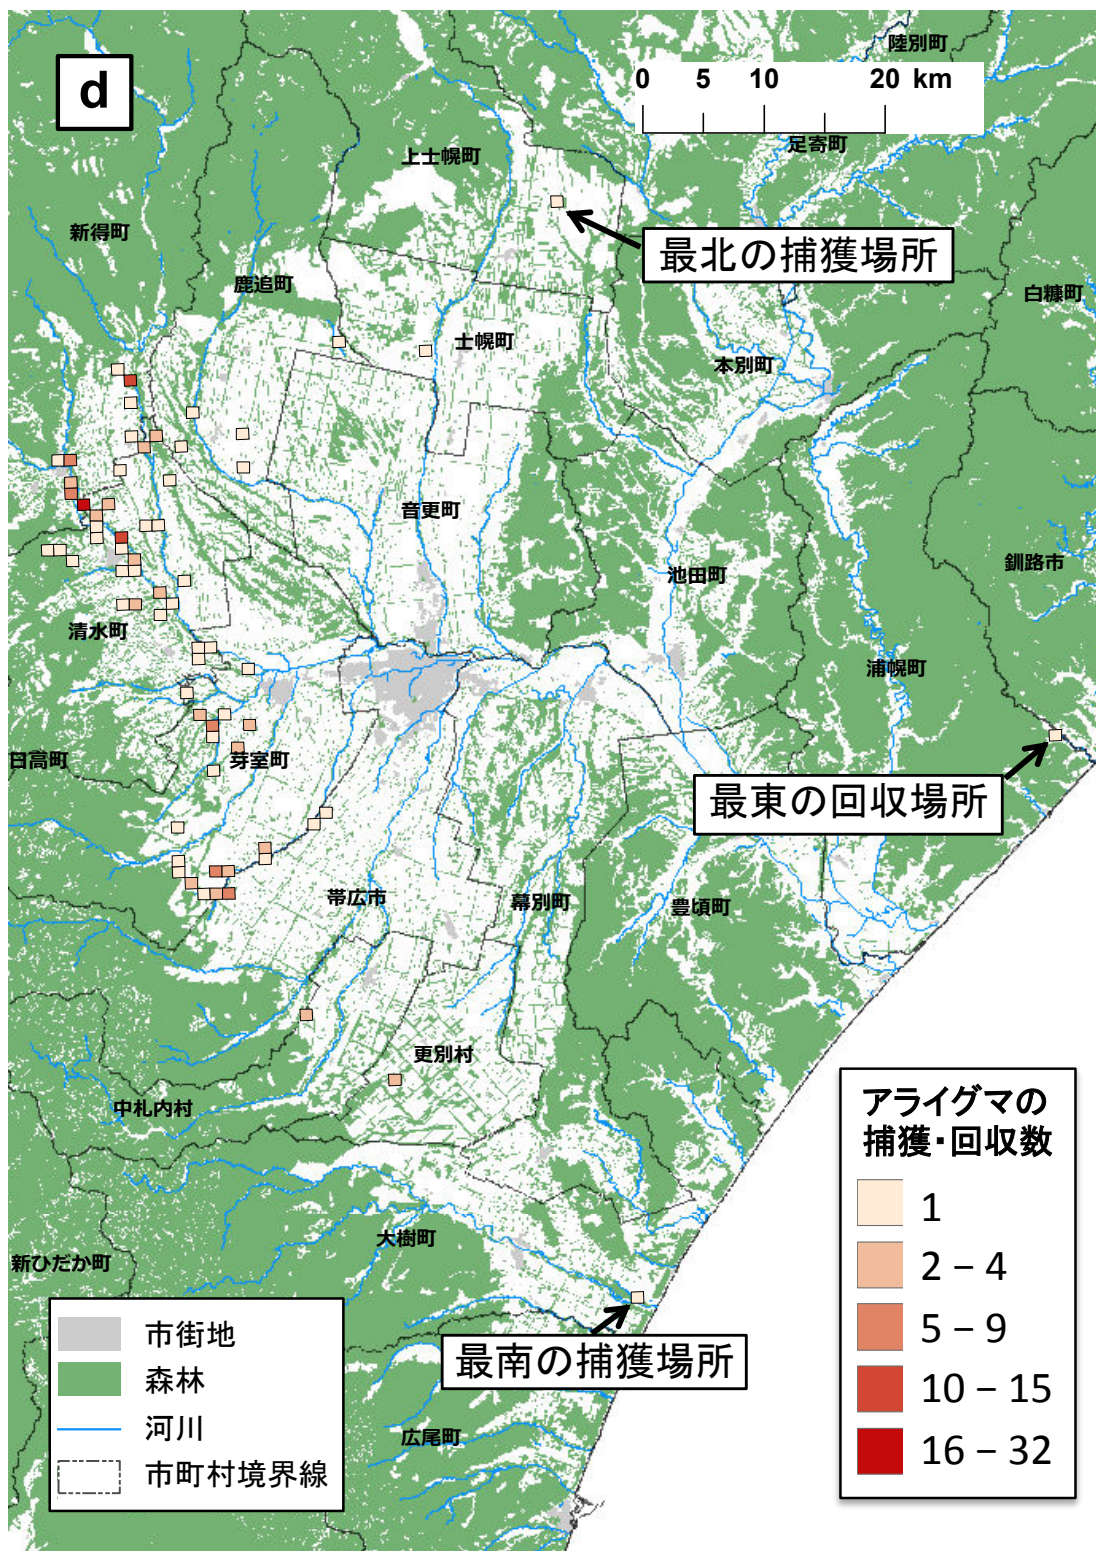 d
陸別町
0 5 10 20 km
足寄町
上士幌町
新得町
最北の捕獲場所
鹿追町
白糠町
士幌町
本別町
音更町
池田町
釧路市
清水町
浦幌町
日高町
芽室町
最東の回収場所
帯広市
幕別町
豊頃町
更別村
中札内村
アライグマの
捕獲・回収数
1
2 − 4
5 − 9
10 − 15
16 − 32
大樹町
新ひだか町
最南の捕獲場所
広尾町
市街地
森林
河川
市町村境界線